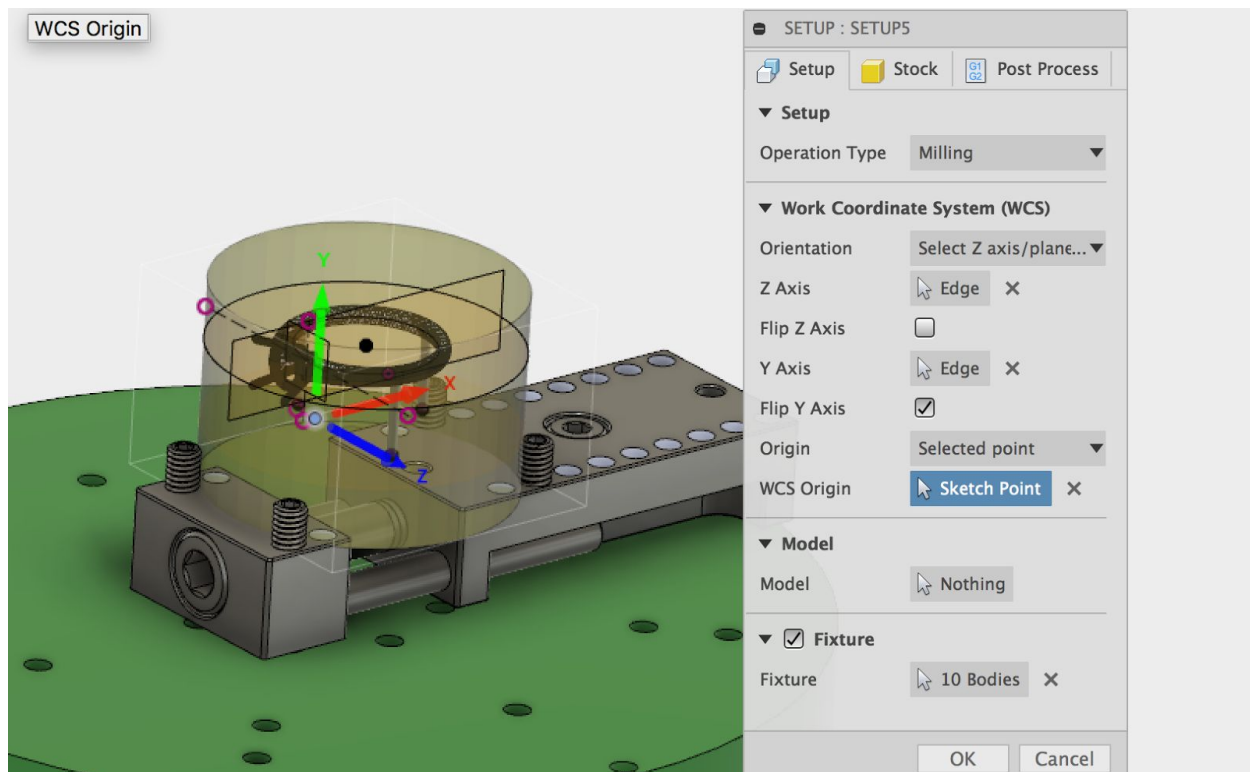 WCS Origin
SETUP : SETUP5
Setup
Stock
G1
G2
Post Process
Setup
Operation Type Milling
Work Coordinate System (WCS)
Orientation Select Z axis/plane...
Z Axis Edge
Flip Z Axis
Y Axis Edge
Flip Y Axis
Origin Selected point
WCS Origin Sketch Point
Model
Model Nothing
Fixture
Fixture 10 Bodies
OK Cancel
Y
X
Z